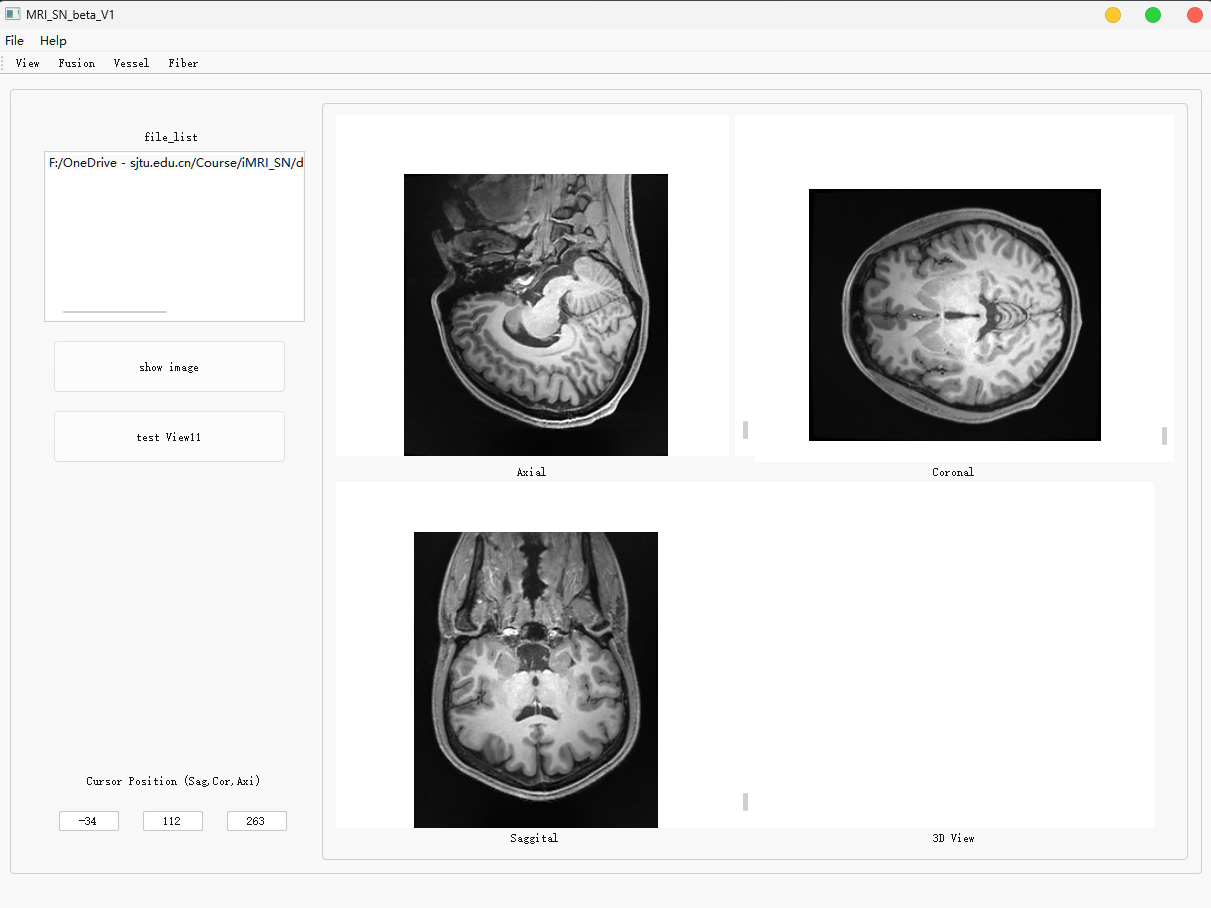 MRI_SN_beta_V1
File Help
View Fusion Vessel Fiber
file_list
F:/OneDrive - sjtu.edu.cn/Course/iMRI_SN/d
show image
test View11
Axial
Coronal
Saggital
3D View
Cursor Position (Sag,Cor,Axi)
-34 112 263